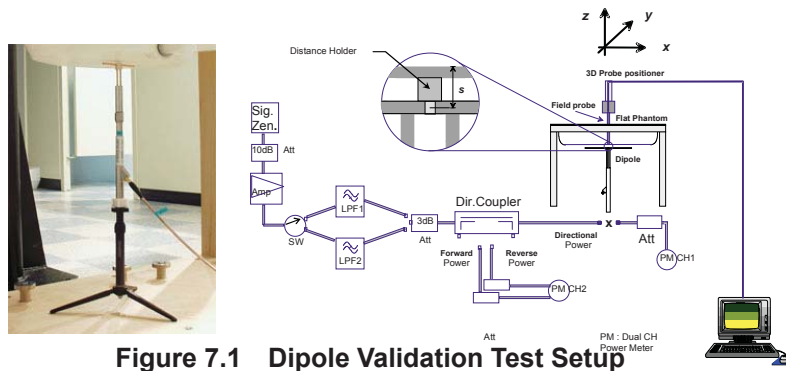 z
y
x
Distance Holder
s
3D Probe positioner
Field probe
Flat Phantom
Dipole
Sig.
Zen.
10dB
Att
Amp
SW
LPF1
LPF2
3dB
Att
Dir.Coupler
Forward
Power
Reverse
Power
Directional
Power
x
Att
PM CH1
PM CH2
Att
PM : Dual CH
Power Meter
Figure 7.1 Dipole Validation Test Setup